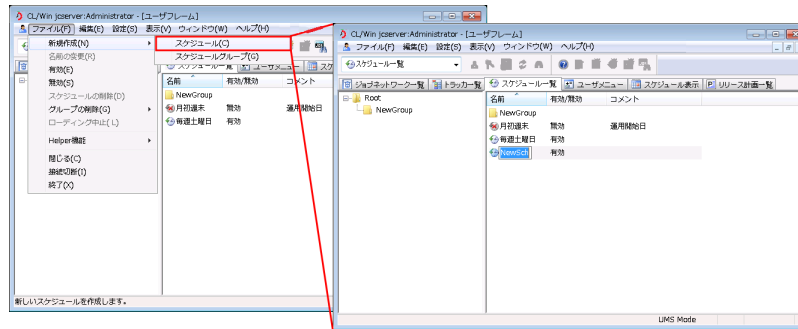 CL/Win jcserver:Administrator - [ユーザフレーム]
ファイル(F) 編集(E) 設定(S) 表示(V) ウィンドウ(W) ヘルプ(H)
新規作成(N)
名前の変更(R)
有効(E)
無効(S)
スケジュールの削除(D)
グループの削除(G)
ローディング中止(L)
Helper機能
閉じる(C)
接続切断(I)
終了(X)
スケジュール(C)
スケジュールグループ(G)
スケジュール一覧 ユーザメニュー スケ
名前 有効/無効 コメント
NewGroup
月初週末 無効 運用開始日
毎週土曜日 有効
新しいスケジュールを作成します。
CL/Win jcserver:Administrator - [ユーザフレーム]
ファイル(F) 編集(E) 設定(S) 表示(V) ウィンドウ(W) ヘルプ(H)
スケジュール一覧
ジョブネットワーク一覧 トラッカ一覧 スケジュール一覧 ユーザメニュー スケジュール表示 リリース計画一覧
Root
NewGroup
名前 有効/無効 コメント
NewGroup
月初週末 無効 運用開始日
毎週土曜日 有効
NewSch 有効
UMS Mode